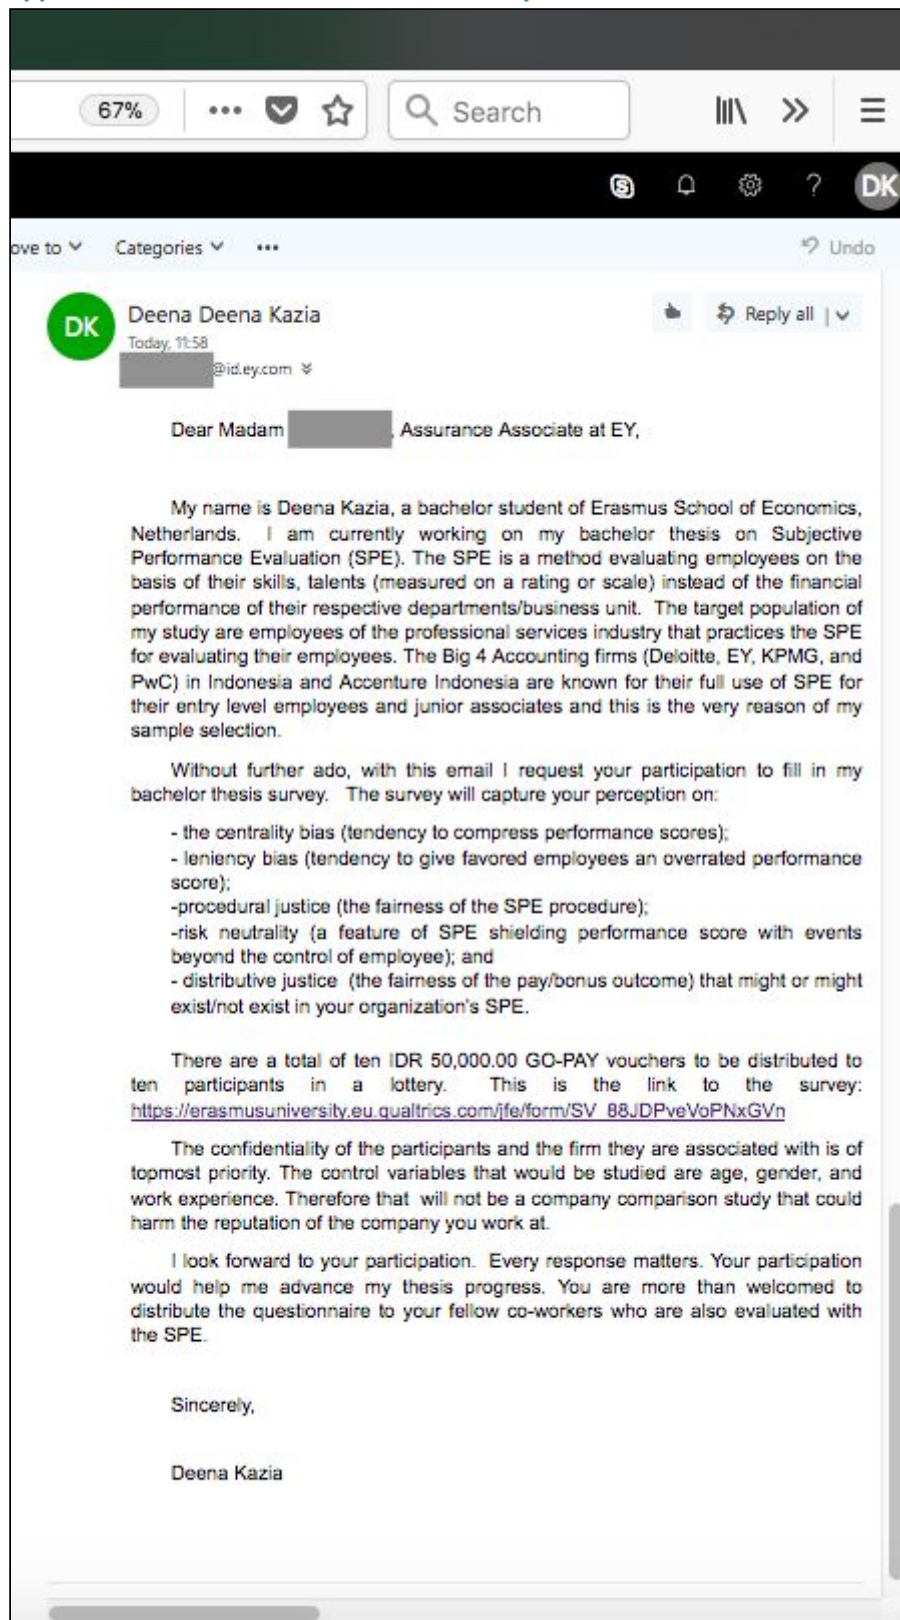 67%
Search
DK
ove to
Categories
Undo
DK
Deena Deena Kazia
Reply all
Today, 11:58
@id.ey.com
Dear Madam , Assurance Associate at EY,
My name is Deena Kazia, a bachelor student of Erasmus School of Economics,
Netherlands. I am currently working on my bachelor thesis on Subjective
Performance Evaluation (SPE). The SPE is a method evaluating employees on the
basis of their skills, talents (measured on a rating or scale) instead of the financial
performance of their respective departments/business unit. The target population of
my study are employees of the professional services industry that practices the SPE
for evaluating their employees. The Big 4 Accounting firms (Deloitte, EY, KPMG, and
PwC) in Indonesia and Accenture Indonesia are known for their full use of SPE for
their entry level employees and junior associates and this is the very reason of my
sample selection.
Without further ado, with this email I request your participation to fill in my
bachelor thesis survey. The survey will capture your perception on:
- the centrality bias (tendency to compress performance scores);
- leniency bias (tendency to give favored employees an overrated performance
score);
-procedural justice (the fairness of the SPE procedure);
-risk neutrality (a feature of SPE shielding performance score with events
beyond the control of employee); and
- distributive justice (the fairness of the pay/bonus outcome) that might or might
exist/not exist in your organization's SPE.
There are a total of ten IDR 50,000.00 GO-PAY vouchers to be distributed to
ten participants in a lottery. This is the link to the survey:
https://erasmusuniversity.eu.qualtrics.com/jfe/form/SV_88JDPveVoPNxGVn
The confidentiality of the participants and the firm they are associated with is of
topmost priority. The control variables that would be studied are age, gender, and
work experience. Therefore that will not be a company comparison study that could
harm the reputation of the company you work at.
I look forward to your participation. Every response matters. Your participation
would help me advance my thesis progress. You are more than welcomed to
distribute the questionnaire to your fellow co-workers who are also evaluated with
the SPE.
Sincerely,
Deena Kazia